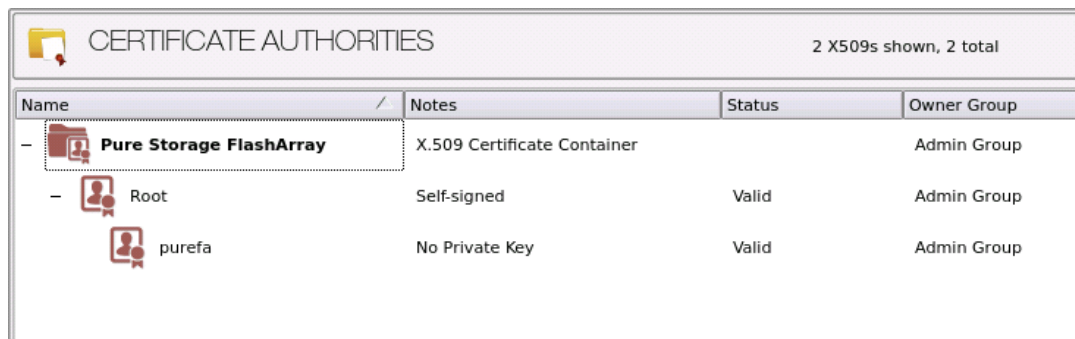 CERTIFICATE AUTHORITIES
2 X509s shown, 2 total
Name Notes Status Owner Group
Pure Storage FlashArray X.509 Certificate Container Admin Group
Root Self-signed Valid Admin Group
purefa No Private Key Valid Admin Group